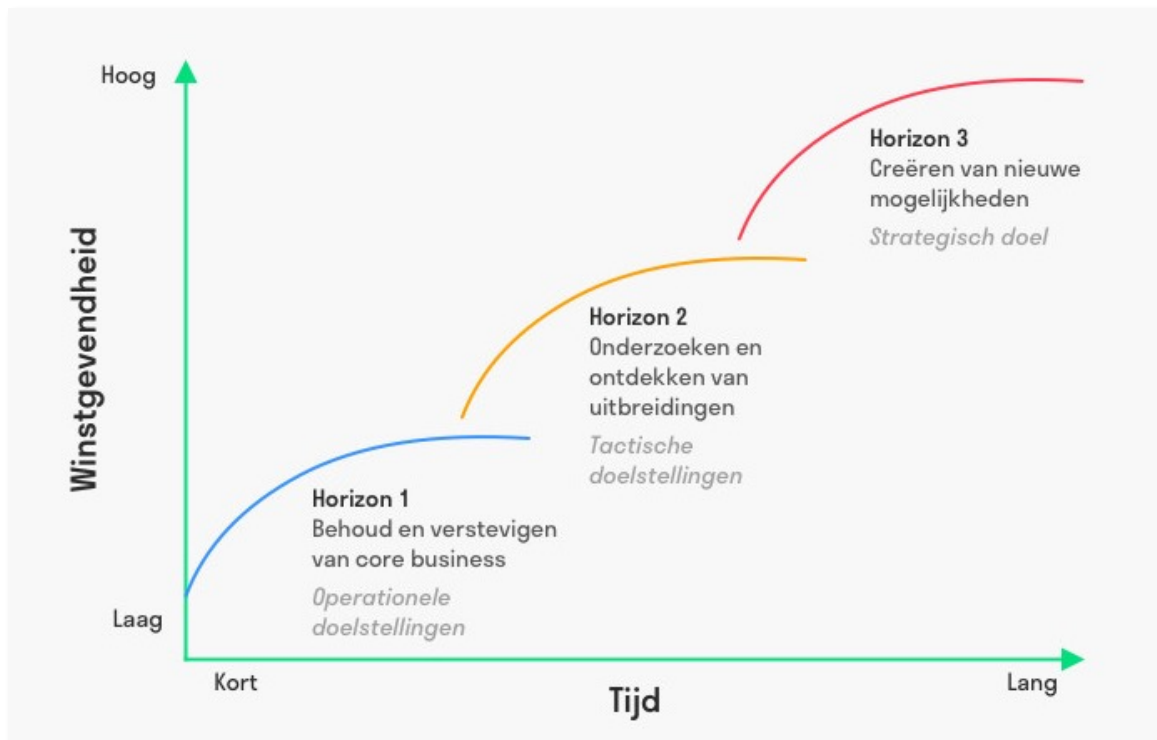 Hoog
Winstgevendheid
Laag
Horizon 3
Creëren van nieuwe
mogelijkheden
Strategisch doel
Horizon 2
Onderzoeken en
ontdekken van
uitbreidingen
Tactische
doelstellingen
Horizon 1
Behoud en verstevigen
van core business
Operationele
doelstellingen
Kort
Tijd
Lang